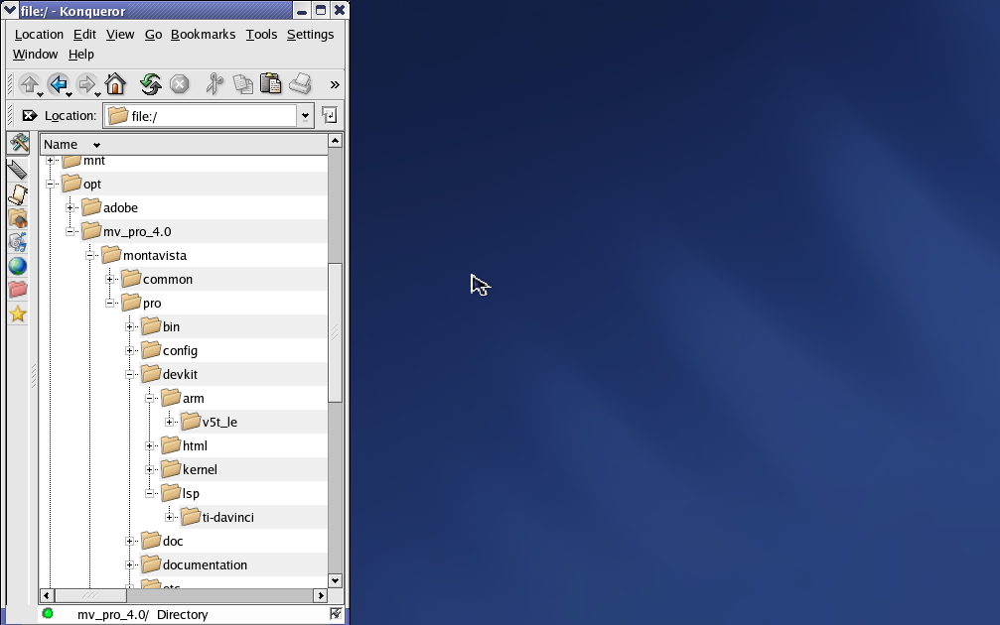 file:/ - Konqueror
Location Edit View Go Bookmarks Tools Settings
Window Help
»
Location: file:/
Name
mnt
opt
adobe
mv_pro_4.0
montavista
common
pro
bin
config
devkit
arm
v5t_le
html
kernel
lsp
ti-davinci
doc
documentation
etc
mv_pro_4.0/ Directory